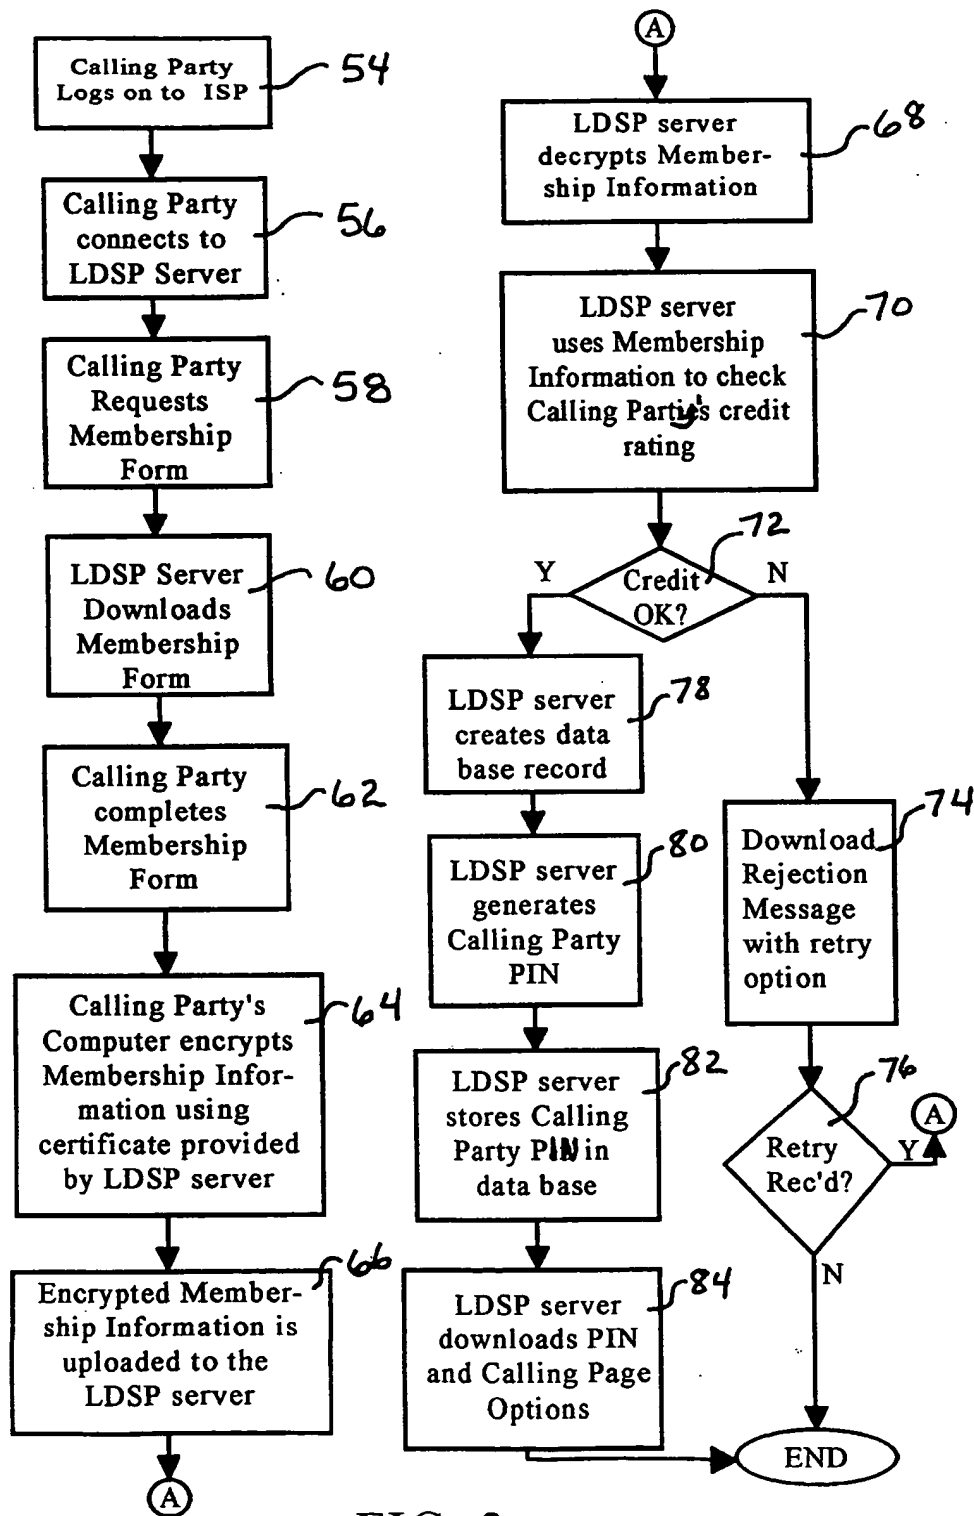 Calling Party
Logs on to ISP
54
Calling Party
connects to
LDSP Server
56
Calling Party
Requests
Membership
Form
58
LDSP Server
Downloads
Membership
Form
60
Calling Party
completes
Membership
Form
62
Calling Party's
Computer encrypts
Membership Infor-
mation using
certificate provided
by LDSP server
64
Encrypted Member-
ship Information is
uploaded to the
LDSP server
66
A
A
LDSP server
decrypts Member-
ship Information
68
LDSP server
uses Membership
Information to check
Calling Party's credit
rating
70
Credit
OK?
72
Y
N
LDSP server
creates data
base record
78
LDSP server
generates
Calling Party
PIN
80
LDSP server
stores Calling
Party PIN in
data base
82
LDSP server
downloads PIN
and Calling Page
Options
84
Download
Rejection
Message
with retry
option
74
Retry
Rec'd?
76
Y
A
N
END